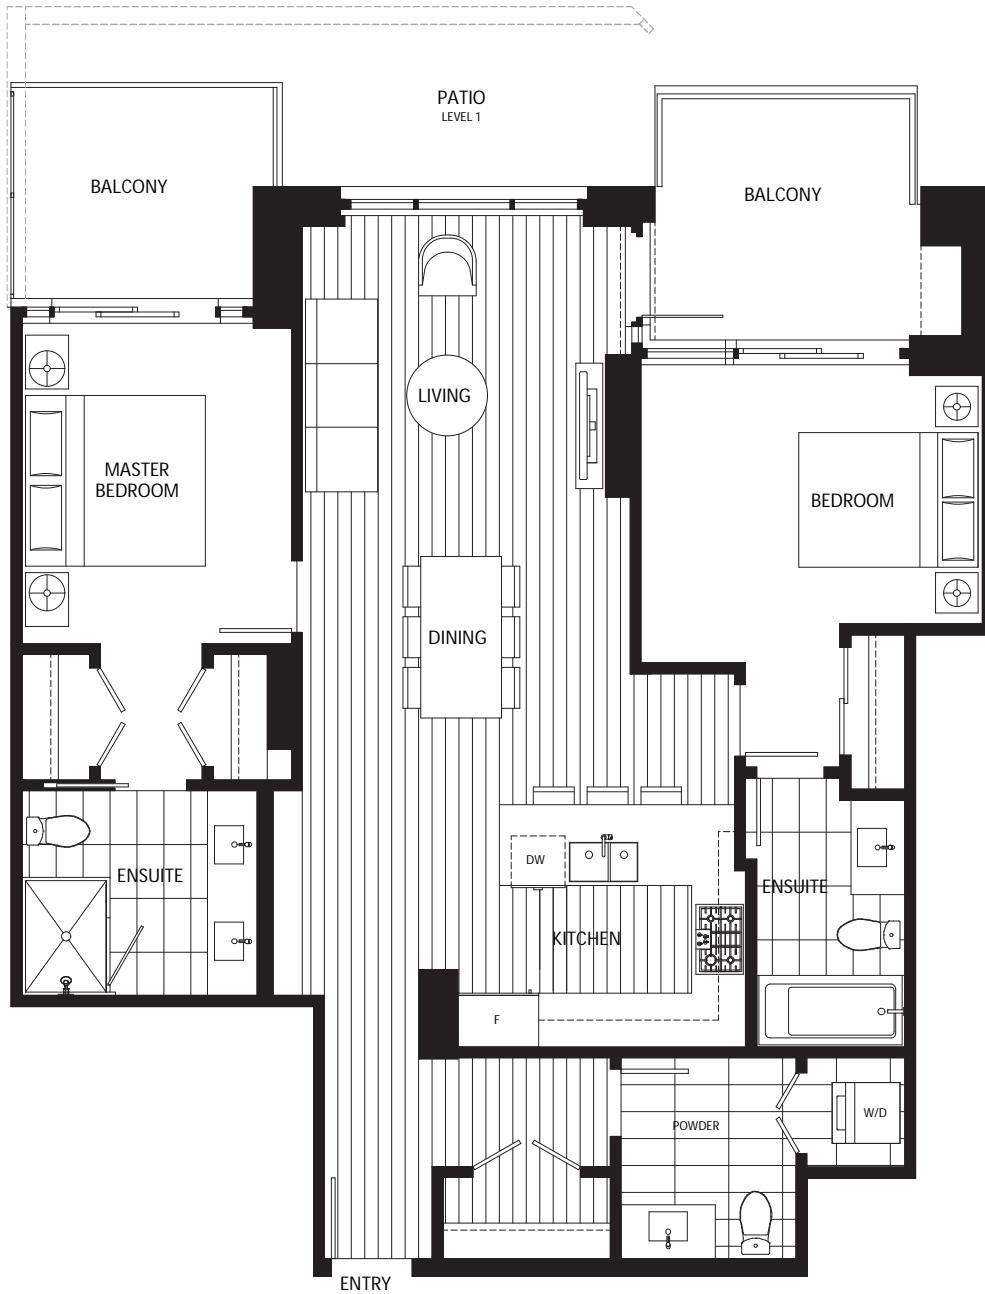 PATIO
LEVEL 1
BALCONY
BALCONY
LIVING
MASTER
BEDROOM
BEDROOM
DINING
DW
ENSUITE
ENSUITE
KITCHEN
F
W/D
POWDER
ENTRY